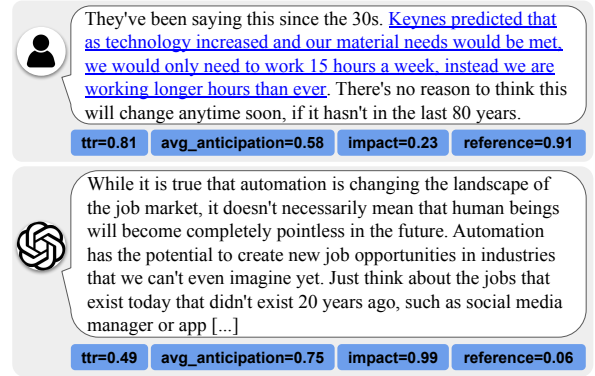 They've been saying this since the 30s. Keynes predicted that
as technology increased and our material needs would be met,
we would only need to work 15 hours a week, instead we are
working longer hours than ever. There's no reason to think this
will change anytime soon, if it hasn't in the last 80 years.
ttr=0.81 avg_anticipation=0.58 impact=0.23 reference=0.91
While it is true that automation is changing the landscape of
the job market, it doesn't necessarily mean that human beings
will become completely pointless in the future. Automation
has the potential to create new job opportunities in industries
that we can't even imagine yet. Just think about the jobs that
exist today that didn't exist 20 years ago, such as social media
manager or app [...]
ttr=0.49 avg_anticipation=0.75 impact=0.99 reference=0.06